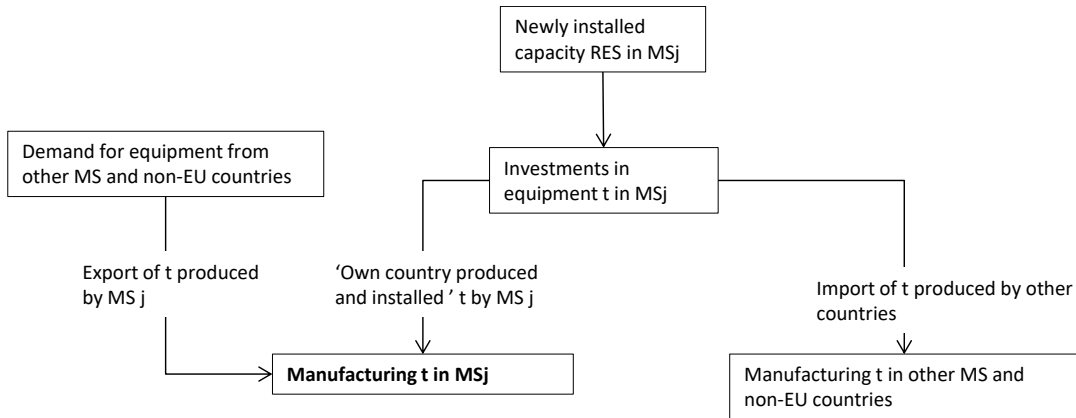 Newly installed
capacity RES in MSj
Demand for equipment from
other MS and non-EU countries
Investments in
equipment t in MSj
Export of t produced
by MS j
‘Own country produced
and installed ’ t by MS j
Import of t produced by other
countries
Manufacturing t in MSj
Manufacturing t in other MS and
non-EU countries